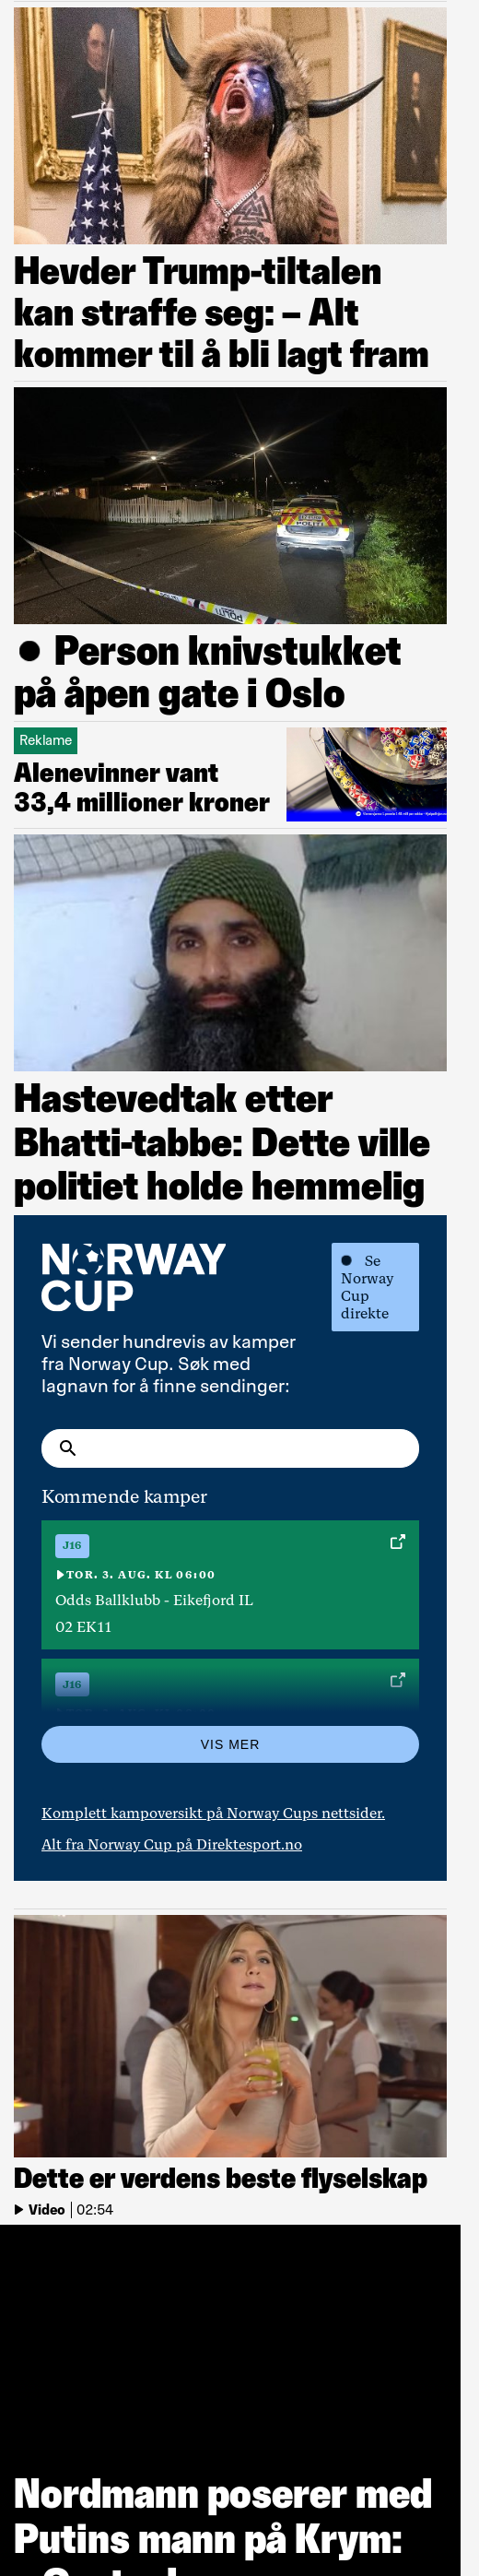 Hevder Trump-tiltalen
kan straffe seg: – Alt
kommer til å bli lagt fram
POLITI
Person knivstukket
på åpen gate i Oslo
Reklame
Alenevinner vant
33,4 millioner kroner
Hastevedtak etter
Bhatti-tabbe: Dette ville
politiet holde hemmelig
NORWAY
CUP
Se
Norway
Cup
direkte
Vi sender hundrevis av kamper
fra Norway Cup. Søk med
lagnavn for å finne sendinger:
Kommende kamper
J16
TOR. 3. AUG. KL 06:00
Odds Ballklubb - Eikefjord IL
02 EK11
J16
VIS MER
Komplett kampoversikt på Norway Cups nettsider.
Alt fra Norway Cup på Direktesport.no
Dette er verdens beste flyselskap
Video | 02:54
Nordmann poserer med
Putins mann på Krym: